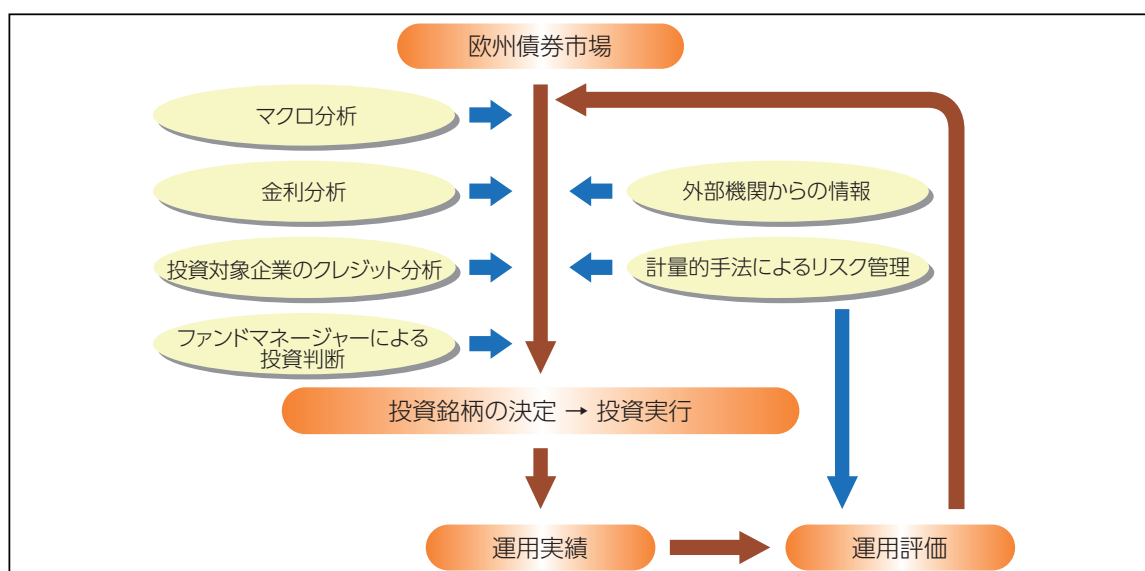 欧州債券市場
マクロ分析
金利分析
外部機関からの情報
投資対象企業のクレジット分析
計量的手法によるリスク管理
ファンドマネージャーによる
投資判断
投資銘柄の決定 → 投資実行
運用実績
運用評価